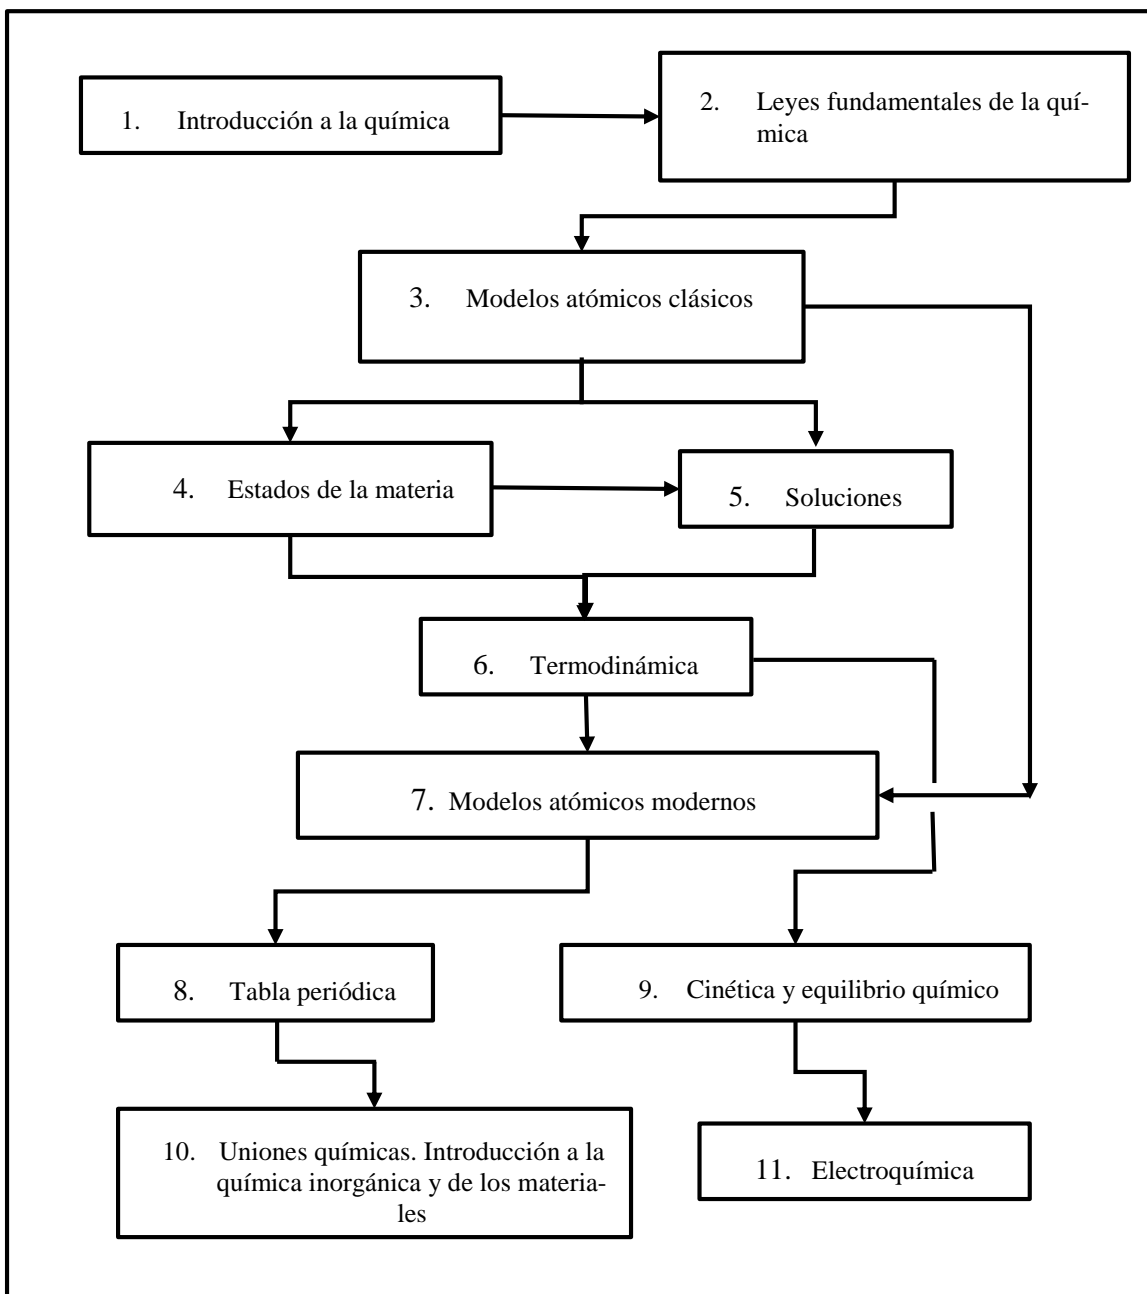 1. Introducción a la química
2. Leyes fundamentales de la quí-
mica
3. Modelos atómicos clásicos
4. Estados de la materia
5. Soluciones
6. Termodinámica
7. Modelos atómicos modernos
8. Tabla periódica
9. Cinética y equilibrio químico
10. Uniones químicas. Introducción a la
química inorgánica y de los materia-
les
11. Electroquímica